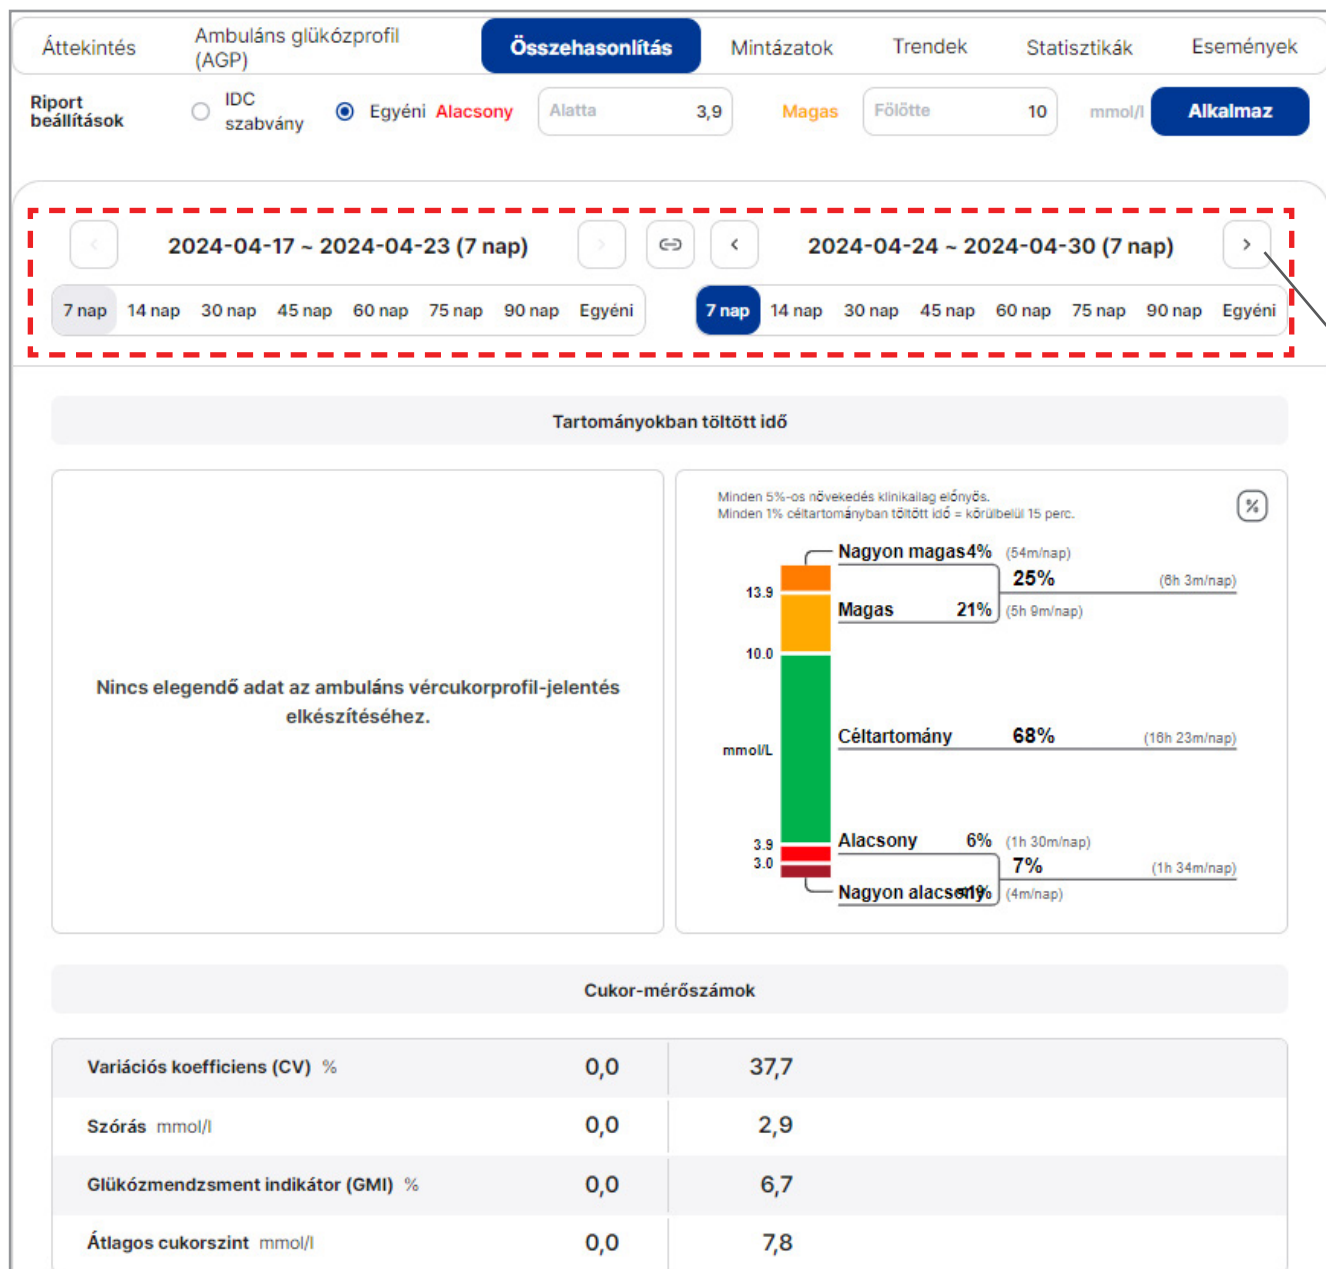 Áttekintés
Ambuláns glükózprofil (AGP)
Összehasonlítás
Mintázatok
Trendek
Statisztikák
Események
Riport beállítások
IDC szabvány
Egyéni
Alacsony
Alatta 3,9
Magas
Fölötte 10
mmol/l
Alkalmaz
2024-04-17 ~ 2024-04-23 (7 nap)
2024-04-24 ~ 2024-04-30 (7 nap)
7 nap 14 nap 30 nap 45 nap 60 nap 75 nap 90 nap Egyéni
7 nap 14 nap 30 nap 45 nap 60 nap 75 nap 90 nap Egyéni
Tartományokban töltött idő
Nincs elegendő adat az ambuláns vércukorprofil-jelentés
elkészítéséhez.
Minden 5%-os növekedés klinikailag előnyös.
Minden 1% céltartományban töltött idő = körülbelül 15 perc.
%
Nagyon magas 4% (54m/nap)
25% (6h 3m/nap)
13.9
Magas 21% (5h 9m/nap)
10.0
Céltartomány 68% (16h 23m/nap)
mmol/L
3.9
Alacsony 6% (1h 30m/nap)
3.0
7% (1h 34m/nap)
Nagyon alacsony <1% (4m/nap)
Cukor-mérőszámok
Variációs koefficiens (CV) % 0,0 37,7
Szórás mmol/l 0,0 2,9
Glükózmendzsment indikátor (GMI) % 0,0 6,7
Átlagos cukorszint mmol/l 0,0 7,8